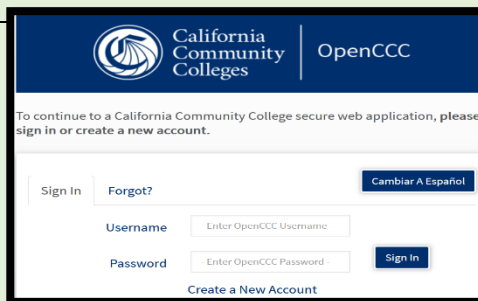 California
Community
Colleges
OpenCCC
To continue to a California Community College secure web application, please
sign in or create a new account.
Sign In Forgot?
Cambiar A Español
Username Enter OpenCCC Username
Password - Enter OpenCCC Password -
Sign In
Create a New Account